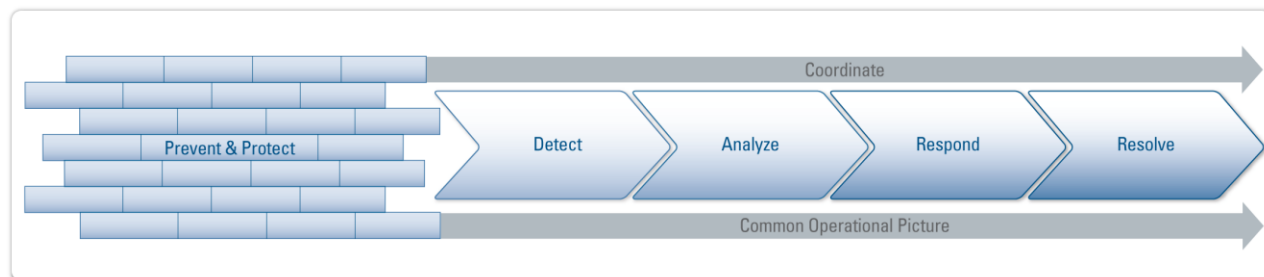 Coordinate
Prevent & Protect
Detect
Analyze
Respond
Resolve
Common Operational Picture